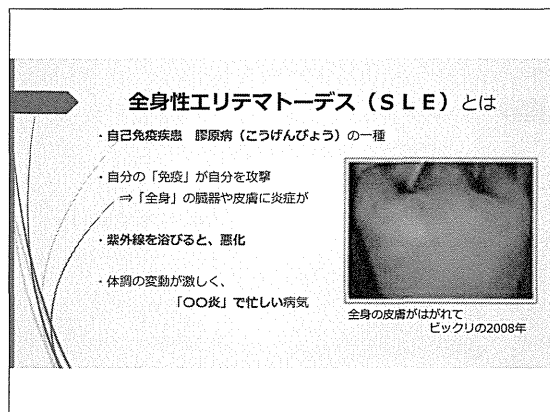 全身性エリテマトーデス（ＳＬＥ）とは
・自己免疫疾患　膠原病（こうげんびょう）の一種
・自分の「免疫」が自分を攻撃
⇒「全身」の臓器や皮膚に炎症が
・紫外線を浴びると、悪化
・体調の変動が激しく、
「〇〇炎」で忙しい病気
全身の皮膚がはがれて
ビックリの2008年